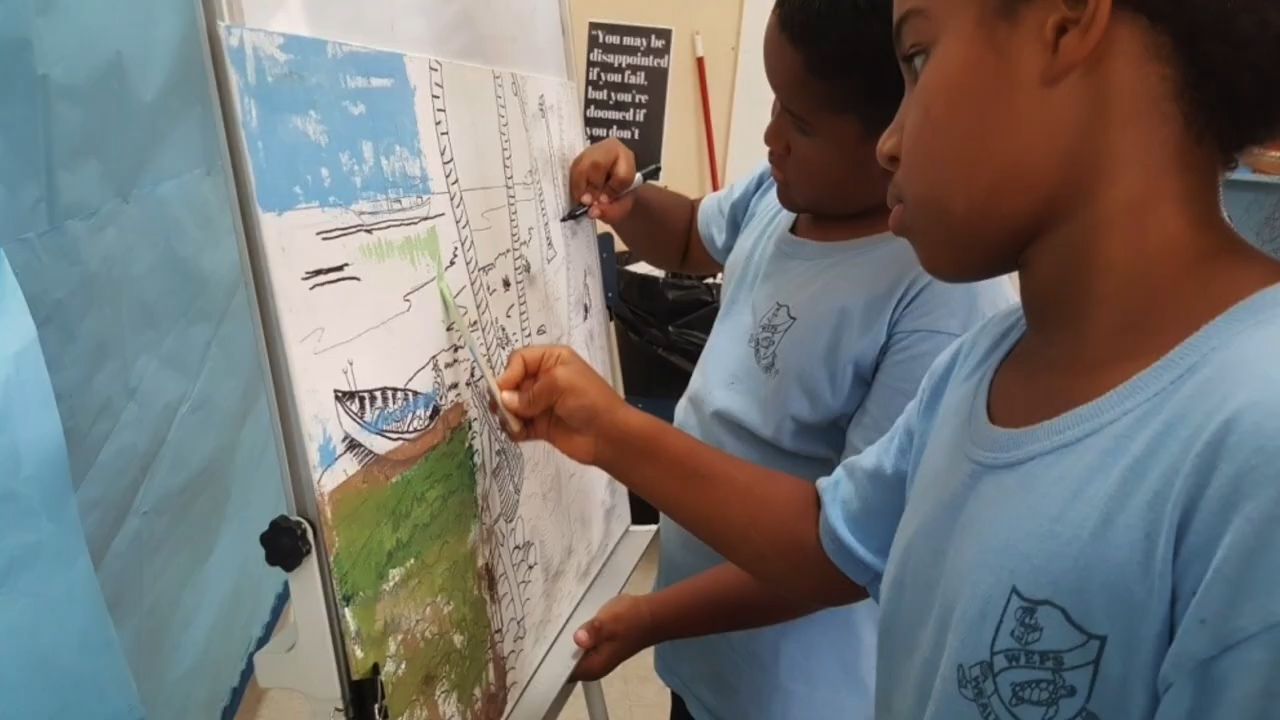 "You may be
disappointed
if you fail,
but you're
doomed if
you don't
WEPS